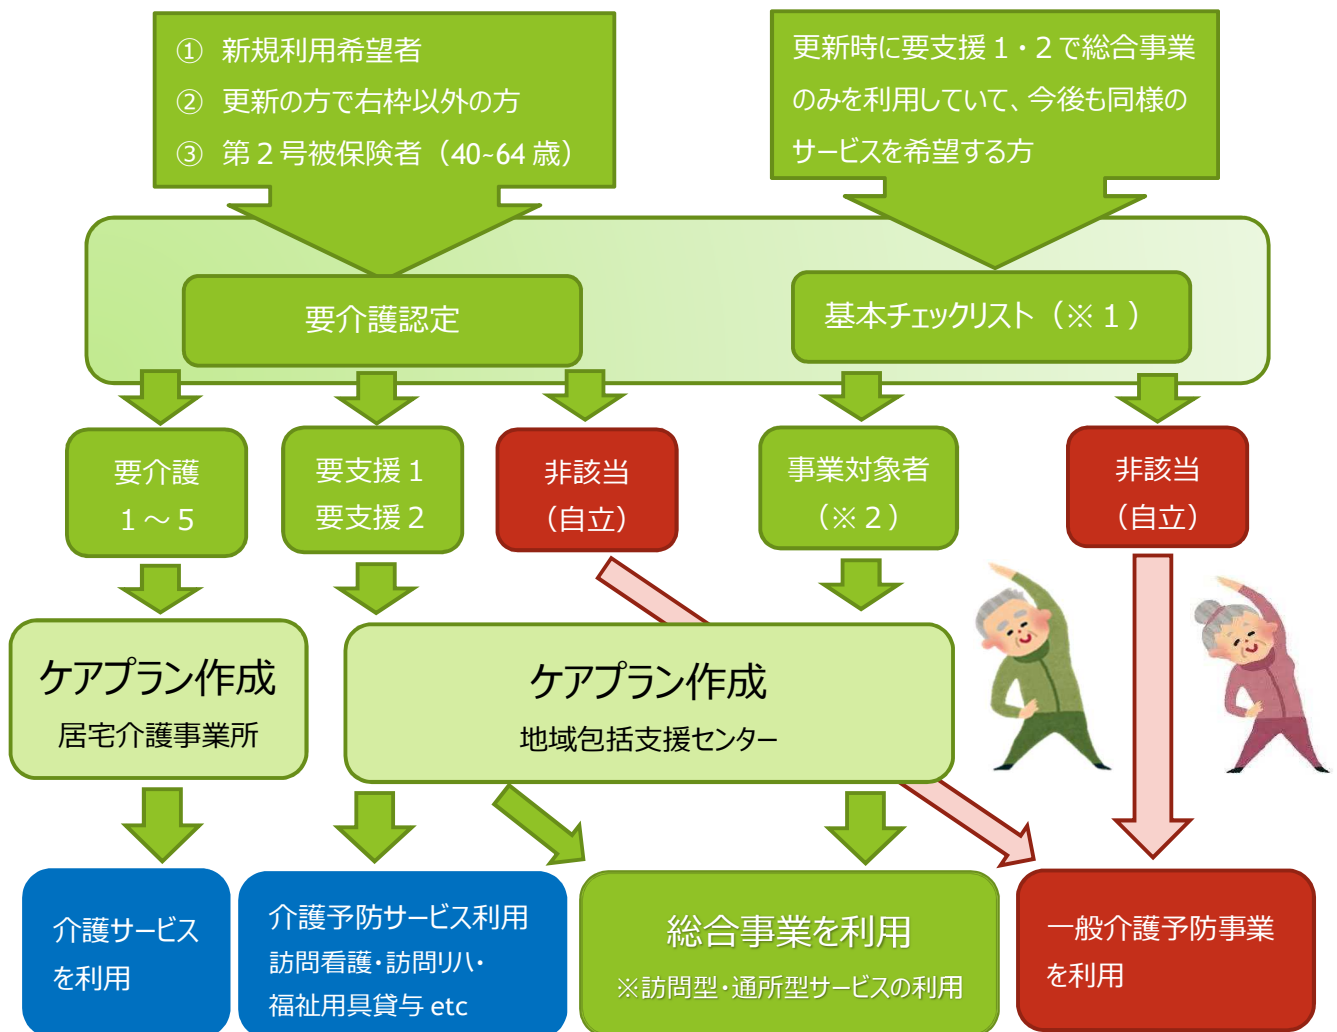 ① 新規利用希望者
② 更新の方で右枠以外の方
③ 第２号被保険者（40~64 歳）
更新時に要支援１・２で総合事業
のみを利用していて、今後も同様の
サービスを希望する方
要介護認定
基本チェックリスト（※１）
要介護
１～５
要支援１
要支援２
非該当
（自立）
事業対象者
（※２）
非該当
（自立）
ケアプラン作成
居宅介護事業所
ケアプラン作成
地域包括支援センター
介護サービス
を利用
介護予防サービス利用
訪問看護・訪問リハ・
福祉用具貸与 etc
総合事業を利用
※訪問型・通所型サービスの利用
一般介護予防事業
を利用